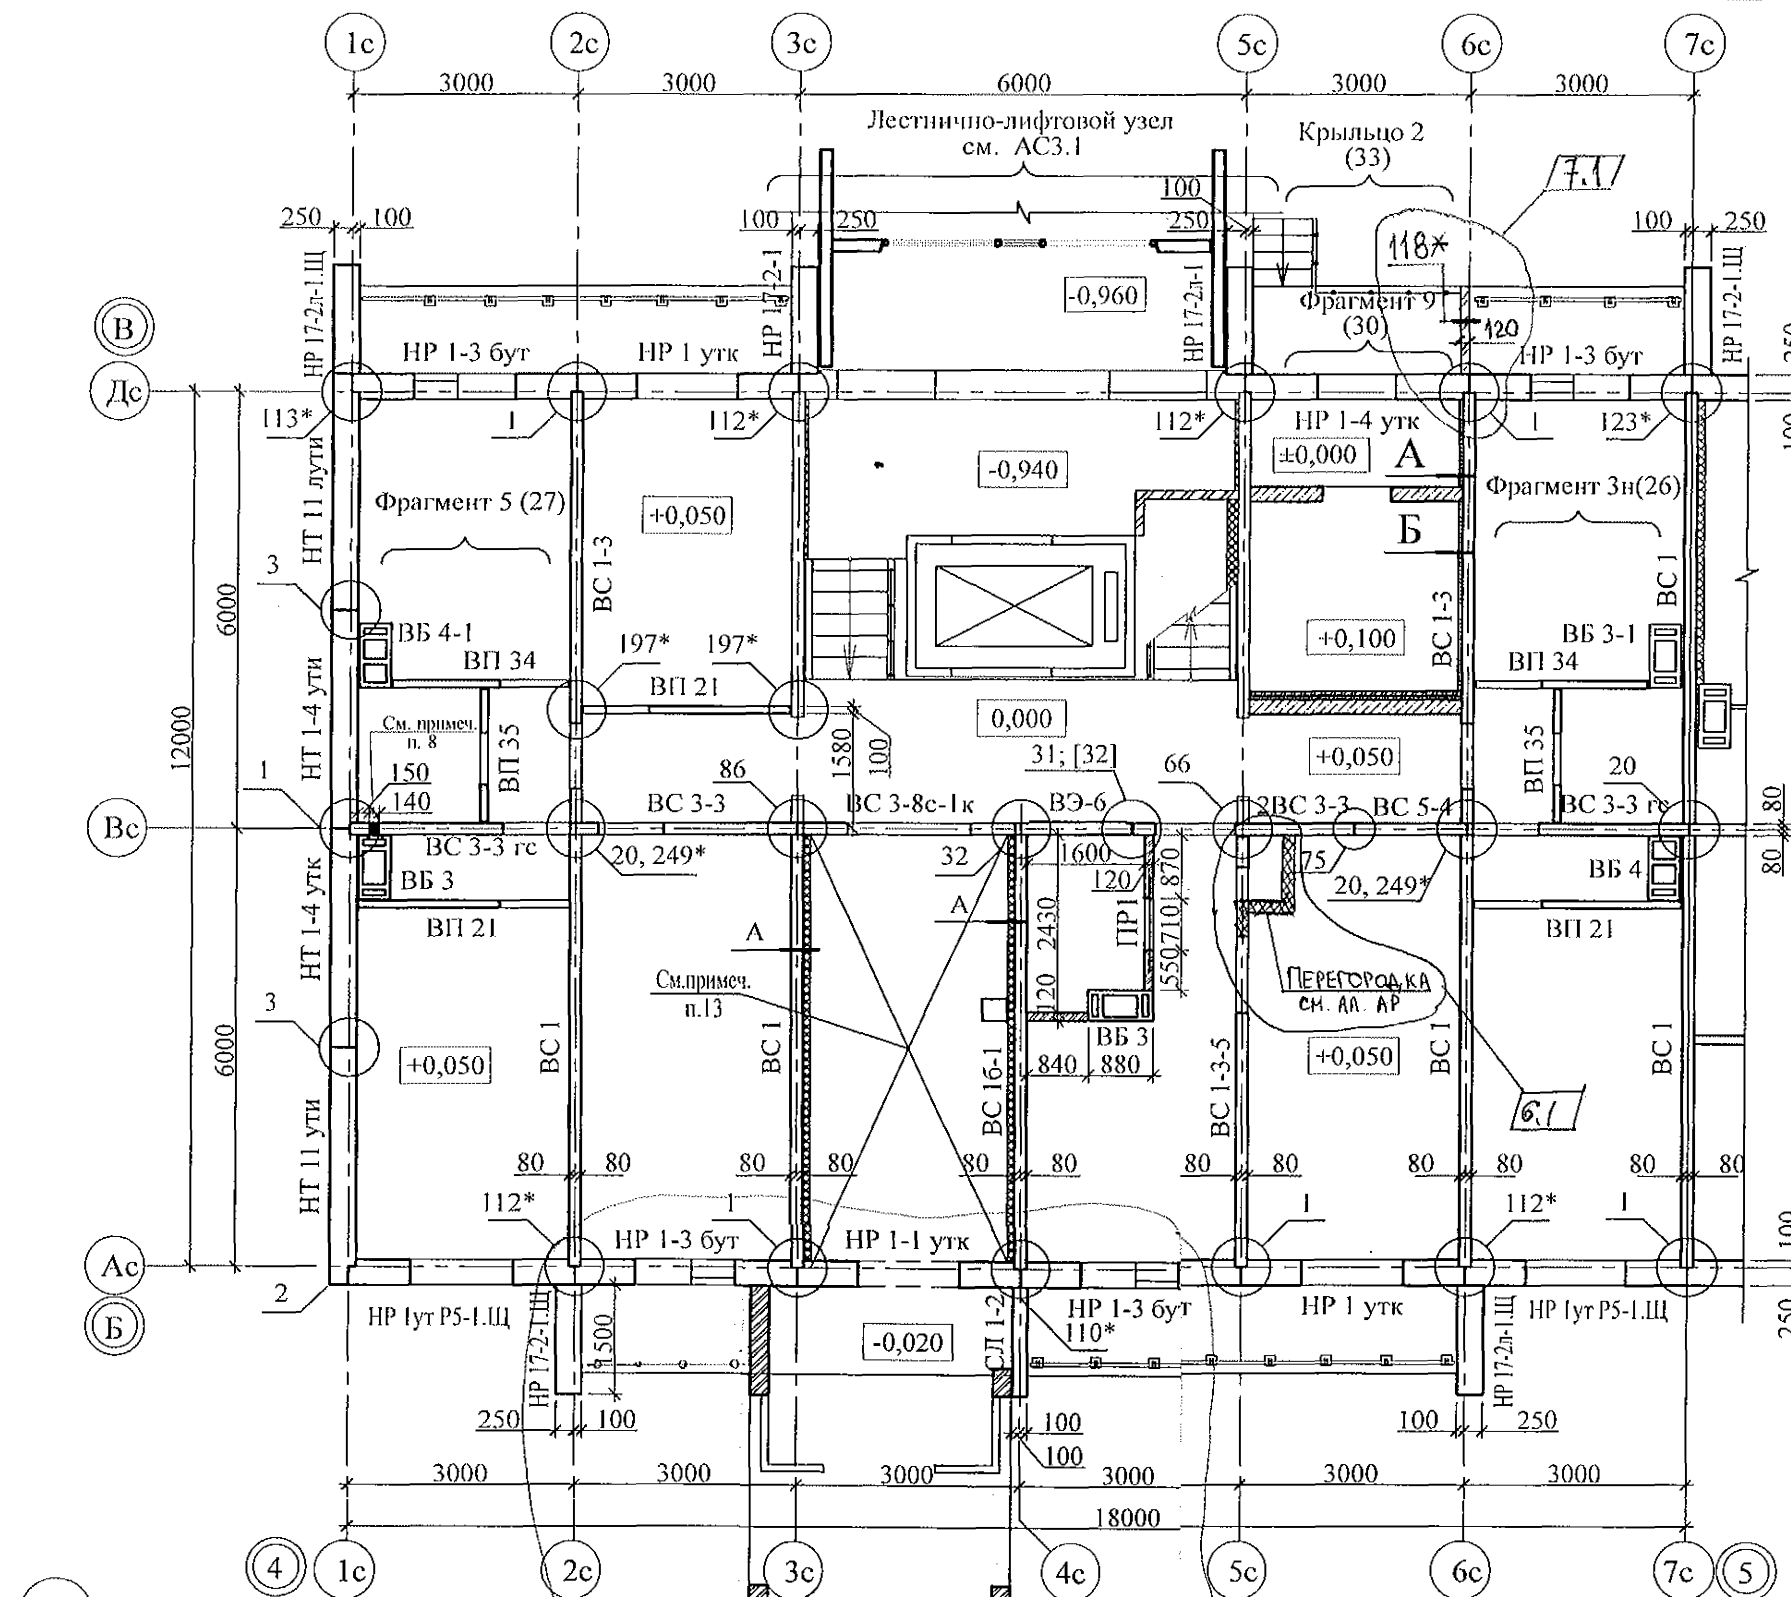 1с 2с 3с 5с 6с 7с
3000 3000 6000 3000 3000
Лестнично-лифтовой узел
см. АС3.1
Крыльцо 2
(33)
7.1
100
250 100 100 250 250 100 250
118*
НР 17-2л-1.Щ
НР 17-2-1
НР 17-2л-1
НР 17-2-1.Щ
-0,960
Фрагмент 9
(30)
120
В
НР 1-3 бут НР 1 утк НР 1-3 бут
250
Дс
113* 1 112* 112* НР 1-4 утк 1 123*
100
±0,000 А
-0,940
НТ 11 лути
Фрагмент 5 (27)
+0,050
Фрагмент 3н(26)
Б
3
ВС 1-3
ВС 1
6000
ВБ 4-1
197* 197*
+0,100
ВС 1-3
ВБ 3-1
ВП 34
ВП 34
ВП 21
12000
НТ 1-4 ути
См. примеч.
п. 8
0,000
1580
100
ВП 35
31; [32]
+0,050
ВП 35
1
150
86
66
20
140
ВС 3-3 ВС 3-8с-1к ВЭ-6 2ВС 3-3 ВС 5-4 ВС 3-3 гс
80
Вс
80
ВС 3-3 гс
20, 249*
32
1600
870
75
20, 249*
ВБ 4
ВБ 3
120
НТ 1-4 утк
ВП 21
А
А
2430
ПР1
710
ВП 21
См.примеч.
п.13
550
ПЕРЕГОРОДКА
СМ. АЛ. АР
3
120
6000
+0,050
ВС 1
ВС 1
ВС 1б-1
ВБ 3
840 880
ВС 1-3-5
+0,050
ВС 1
ВС 1
6.1
НТ 11 ути
80 80 80 80 80 80 80 80 80 80 80 80
112* 1 1 112* 1
100
НР 1-3 бут НР 1-1 утк
Ас
2
НР 1ут Р5-1.Щ
НР 1-3 бут НР 1 утк НР 1ут Р5-1.Щ
250
Б
НР 17-2-1.Щ
1500
-0,020
СЛ 1-2
110*
НР 17-2л-1.Щ
250 100
100
100
100 250
3000 3000 3000 3000 3000 3000
18000
4 1с 2с 3с 4с 5с 6с 7с 5